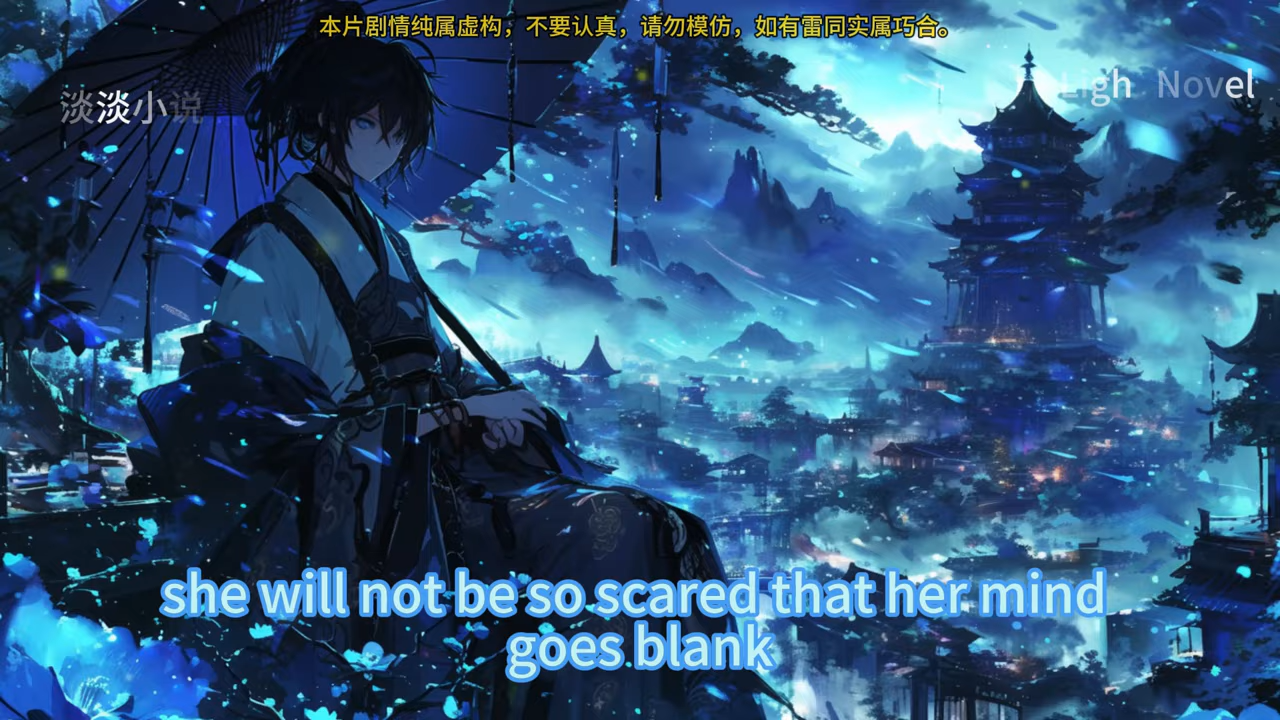 本片剧情纯属虚构，不要认真，请勿模仿，如有雷同实属巧合。
淡淡小说
Ligh Novel
she will not be so scared that her mind
goes blank